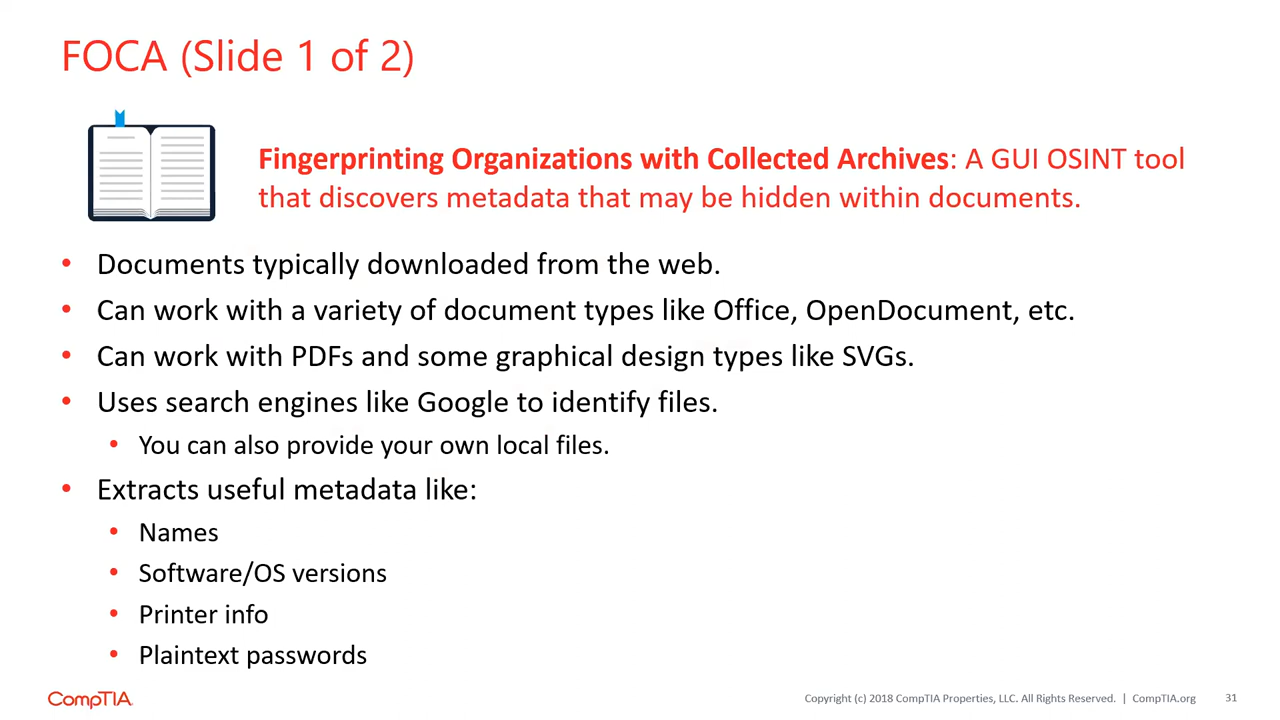 FOCA (Slide 1 of 2)
Fingerprinting Organizations with Collected Archives: A GUI OSINT tool
that discovers metadata that may be hidden within documents.
• Documents typically downloaded from the web.
• Can work with a variety of document types like Office, OpenDocument, etc.
• Can work with PDFs and some graphical design types like SVGs.
• Uses search engines like Google to identify files.
• You can also provide your own local files.
• Extracts useful metadata like:
• Names
• Software/OS versions
• Printer info
• Plaintext passwords
CompTIA.
Copyright (c) 2018 CompTIA Properties, LLC. All Rights Reserved. | CompTIA.org 31